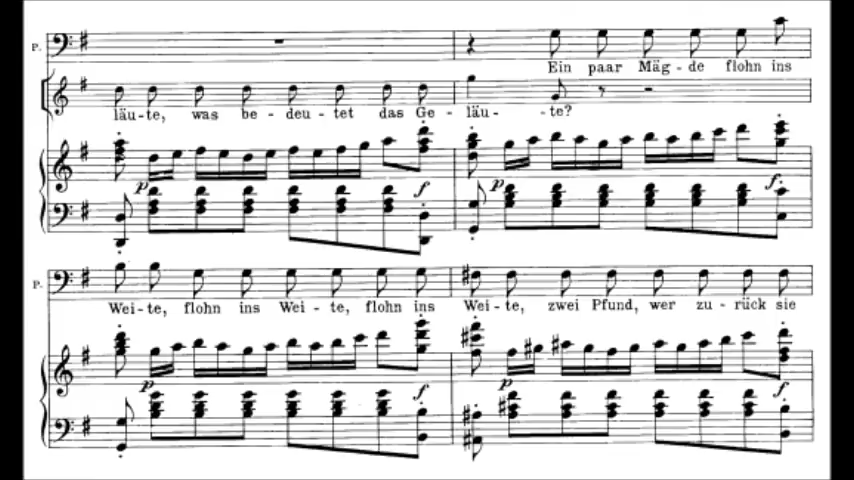 P.
Ein paar Mäg - de flohn ins
läu-te, was be-deu-tet das Ge-läu- -te?
p f p f
P.
Wei-te, flohn ins Wei-te, flohn ins Wei-te, zwei Pfund, wer zu-rück sie
p f p f